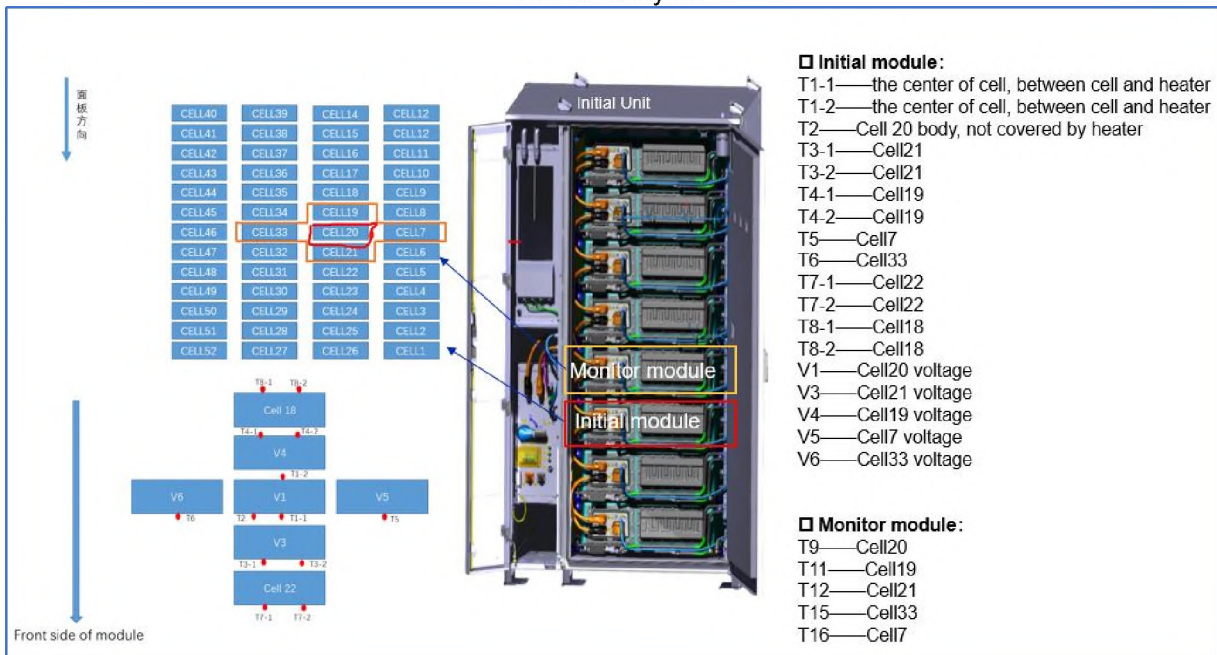 面
板
方
向
CELL40 CELL39 CELL14 CELL12
CELL41 CELL38 CELL15 CELL12
CELL42 CELL37 CELL16 CELL11
CELL43 CELL36 CELL17 CELL10
CELL44 CELL35 CELL18 CELL9
CELL45 CELL34 CELL19 CELL8
CELL46 CELL33 CELL20 CELL7
CELL47 CELL32 CELL21 CELL6
CELL48 CELL31 CELL22 CELL5
CELL49 CELL30 CELL23 CELL4
CELL50 CELL29 CELL24 CELL3
CELL51 CELL28 CELL25 CELL2
CELL52 CELL27 CELL26 CELL1
T8-1 T8-2
Cell 18
T4-1 T4-2
V4
T1-2
V6 V1 V5
T6 T2 T1-1 T5
V3
T3-1 T3-2
Cell 22
T7-1 T7-2
Front side of module
Initial Unit
Monitor module
Initial module
Initial module:
T1-1——the center of cell, between cell and heater
T1-2——the center of cell, between cell and heater
T2——Cell 20 body, not covered by heater
T3-1——Cell21
T3-2——Cell21
T4-1——Cell19
T4-2——Cell19
T5——Cell7
T6——Cell33
T7-1——Cell22
T7-2——Cell22
T8-1——Cell18
T8-2——Cell18
V1——Cell20 voltage
V3——Cell21 voltage
V4——Cell19 voltage
V5——Cell7 voltage
V6——Cell33 voltage
Monitor module:
T9——Cell20
T11——Cell19
T12——Cell21
T15——Cell33
T16——Cell7